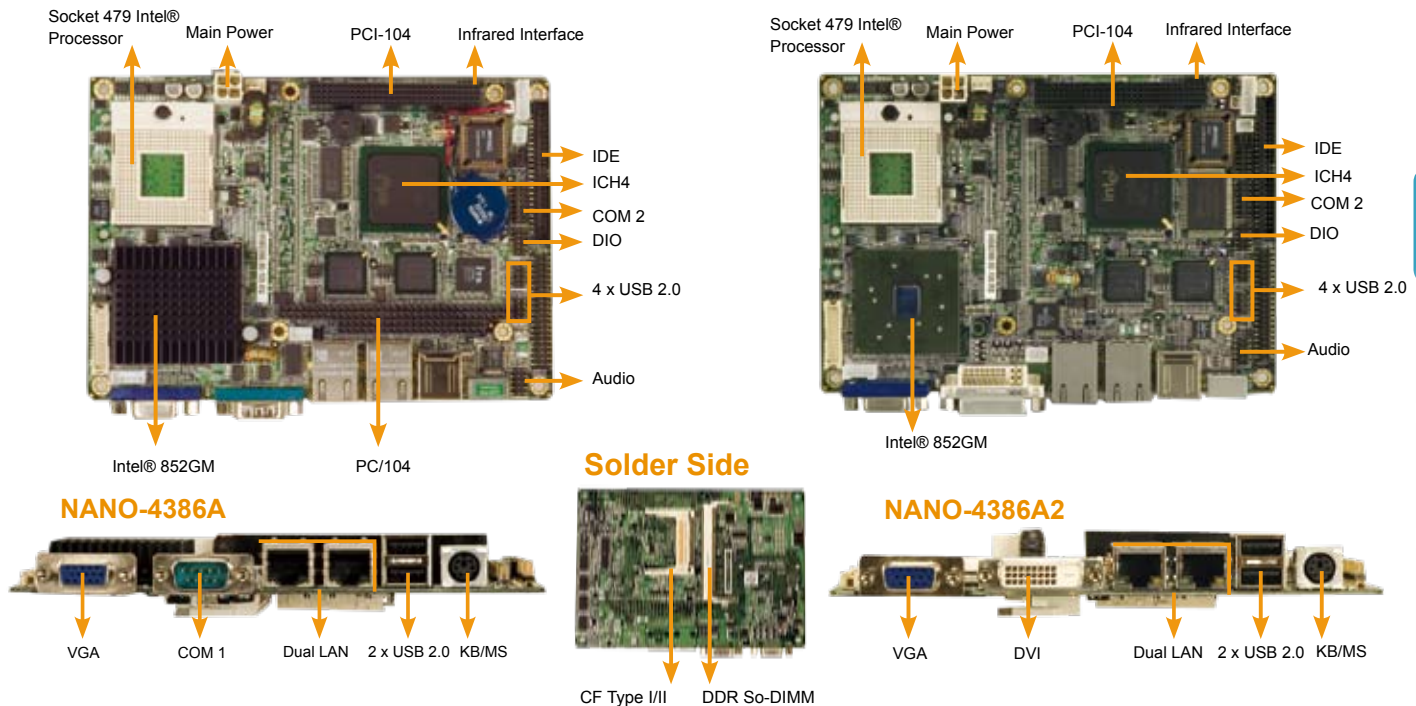 Socket 479 Intel®
Processor
Main Power
PCI-104
Infrared Interface
IDE
ICH4
COM 2
DIO
4 x USB 2.0
Audio
Intel® 852GM
PC/104
Socket 479 Intel®
Processor
Main Power
PCI-104
Infrared Interface
IDE
ICH4
COM 2
DIO
4 x USB 2.0
Audio
Intel® 852GM
NANO-4386A
VGA
COM 1
Dual LAN
2 x USB 2.0
KB/MS
Solder Side
CF Type I/II
DDR So-DIMM
NANO-4386A2
VGA
DVI
Dual LAN
2 x USB 2.0
KB/MS